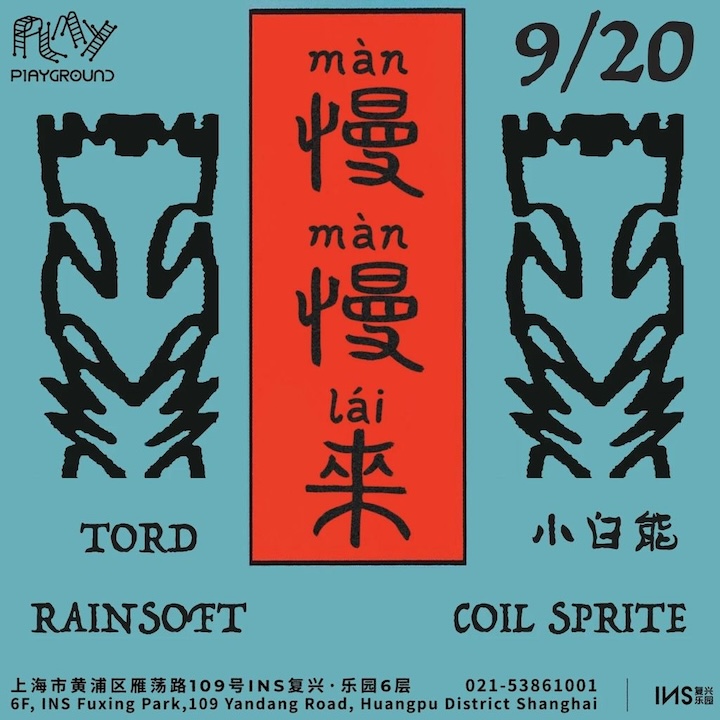 PLAY
PLAYGROUND
9/20
màn
慢
màn
慢
lái
來
TORD
小白能
RAINSOFT
COIL SPRITE
上海市黄浦区雁荡路109号INS复兴·乐园6层 021-53861001
6F, INS Fuxing Park,109 Yandang Road, Huangpu District Shanghai
INS 复兴
乐园